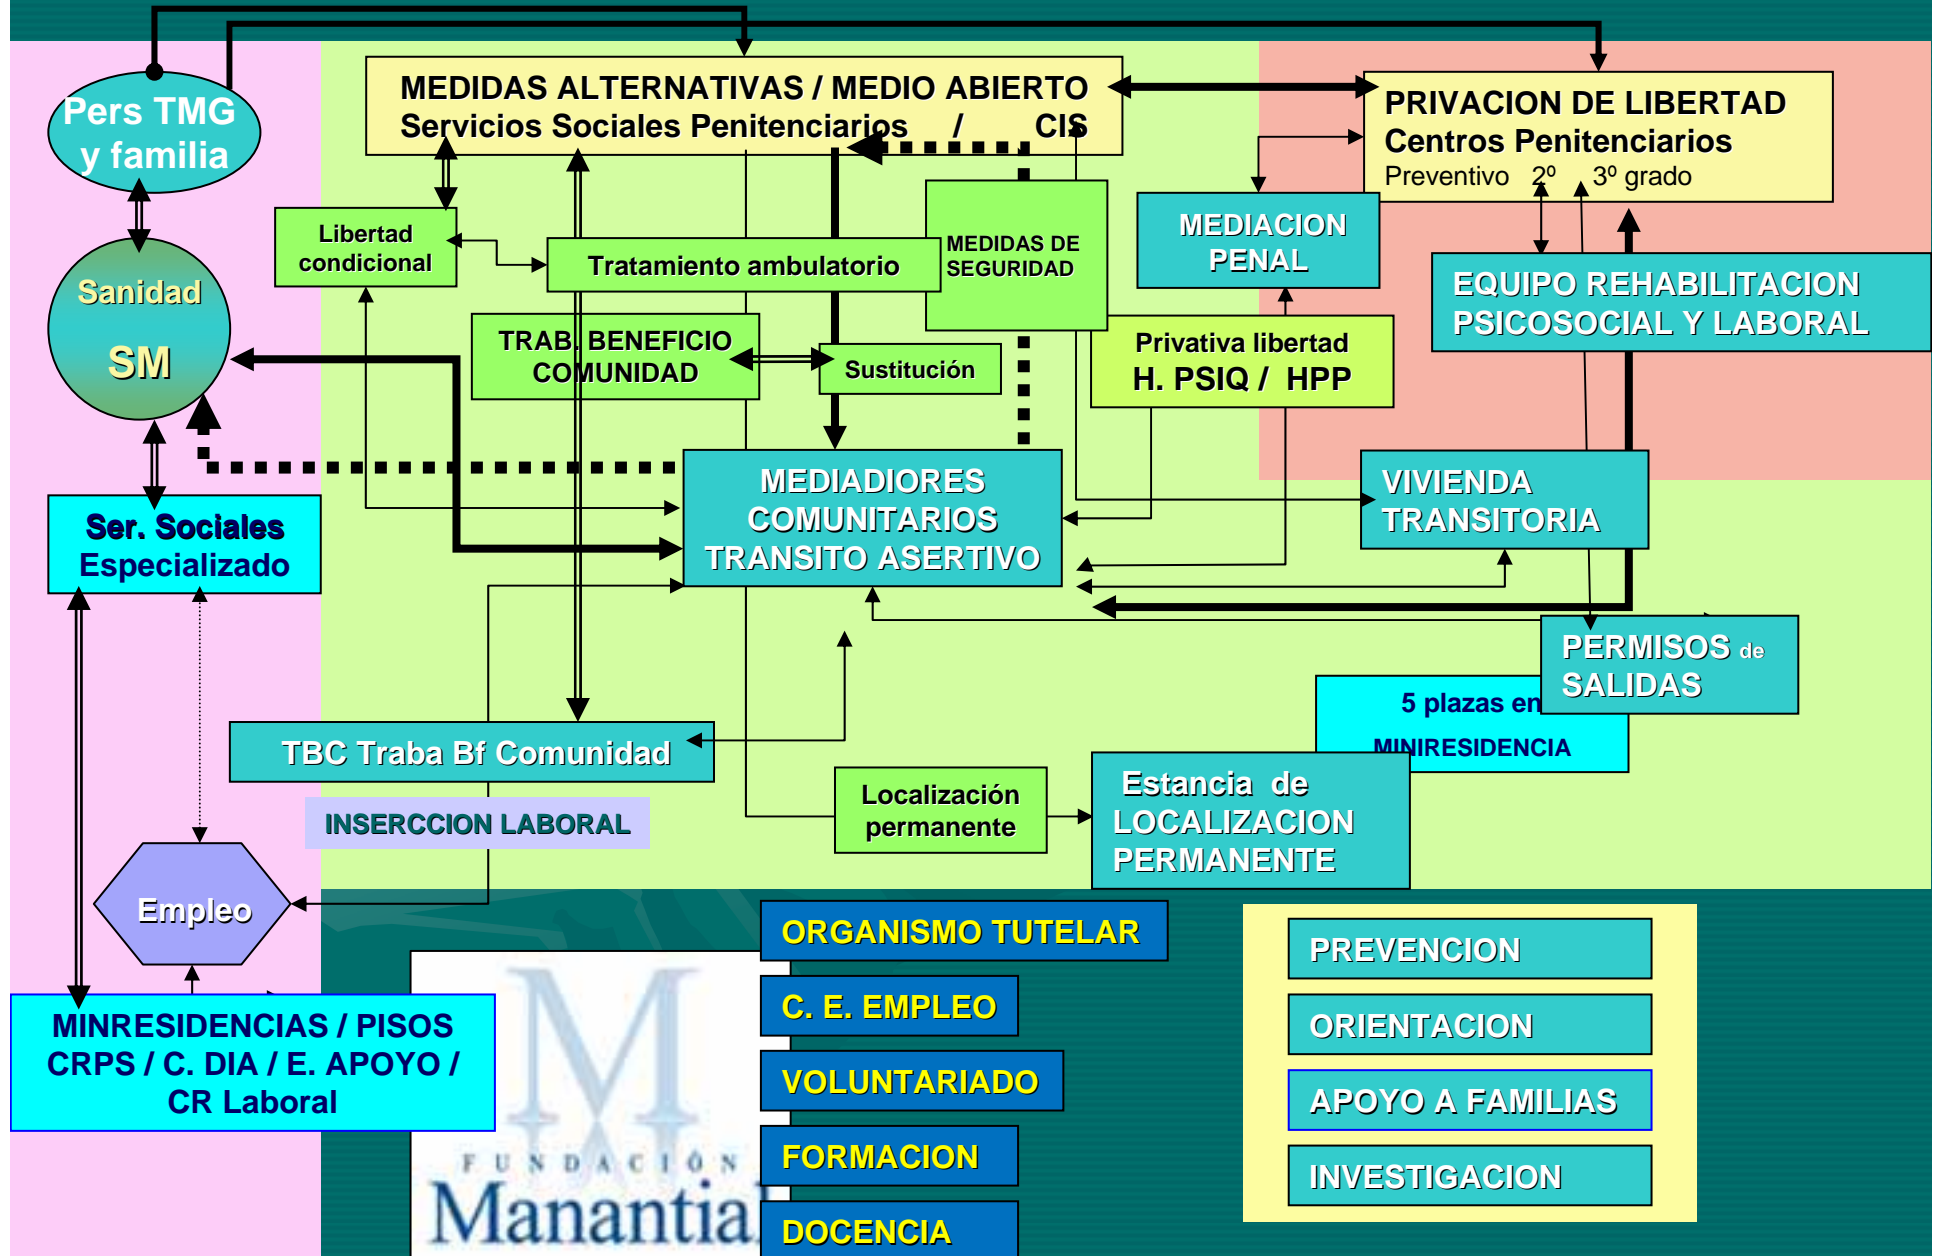 Pers TMG
y familia
MEDIDAS ALTERNATIVAS / MEDIO ABIERTO
Servicios Sociales Penitenciarios / CIS
PRIVACION DE LIBERTAD
Centros Penitenciarios
Preventivo 2º 3º grado
Sanidad
SM
Libertad
condicional
Tratamiento ambulatorio
MEDIDAS DE
SEGURIDAD
MEDIACION
PENAL
EQUIPO REHABILITACION
PSICOSOCIAL Y LABORAL
TRAB. BENEFICIO
COMUNIDAD
Sustitución
Privativa libertad
H. PSIQ / HPP
MEDIADIORES
COMUNITARIOS
TRANSITO ASERTIVO
VIVIENDA
TRANSITORIA
Ser. Sociales
Especializado
PERMISOS de
SALIDAS
5 plazas en
MINIRESIDENCIA
TBC Traba Bf Comunidad
INSERCCION LABORAL
Localización
permanente
Estancia de
LOCALIZACION
PERMANENTE
Empleo
MINRESIDENCIAS / PISOS
CRPS / C. DIA / E. APOYO /
CR Laboral
M
FUNDACIÓN
Manantial
ORGANISMO TUTELAR
C. E. EMPLEO
VOLUNTARIADO
FORMACION
DOCENCIA
PREVENCION
ORIENTACION
APOYO A FAMILIAS
INVESTIGACION